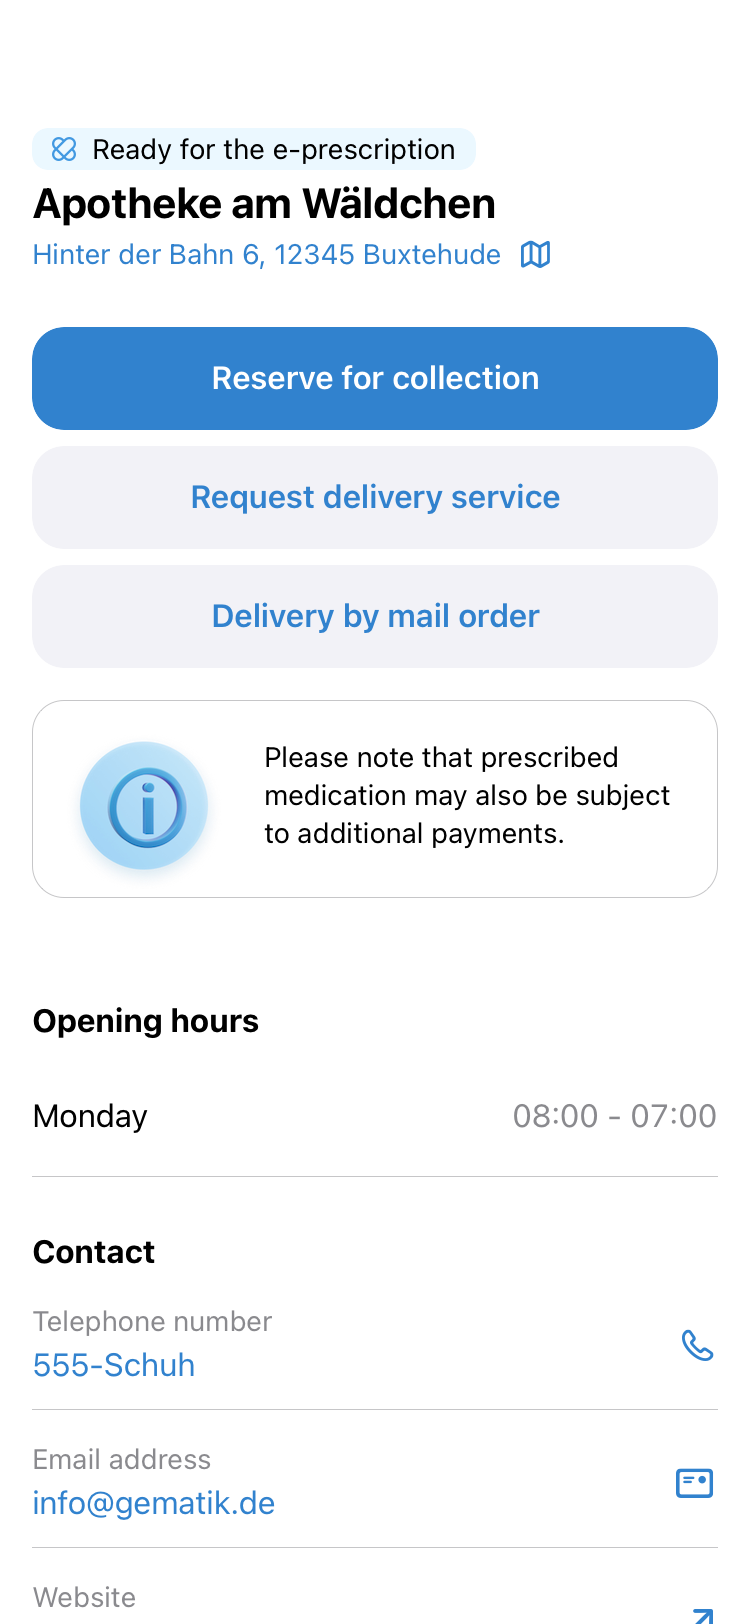 Ready for the e-prescription
Apotheke am Wäldchen
Hinter der Bahn 6, 12345 Buxtehude
Reserve for collection
Request delivery service
Delivery by mail order
Please note that prescribed
medication may also be subject
to additional payments.
Opening hours
Monday 08:00 - 07:00
Contact
Telephone number
555-Schuh
Email address
info@gematik.de
Website